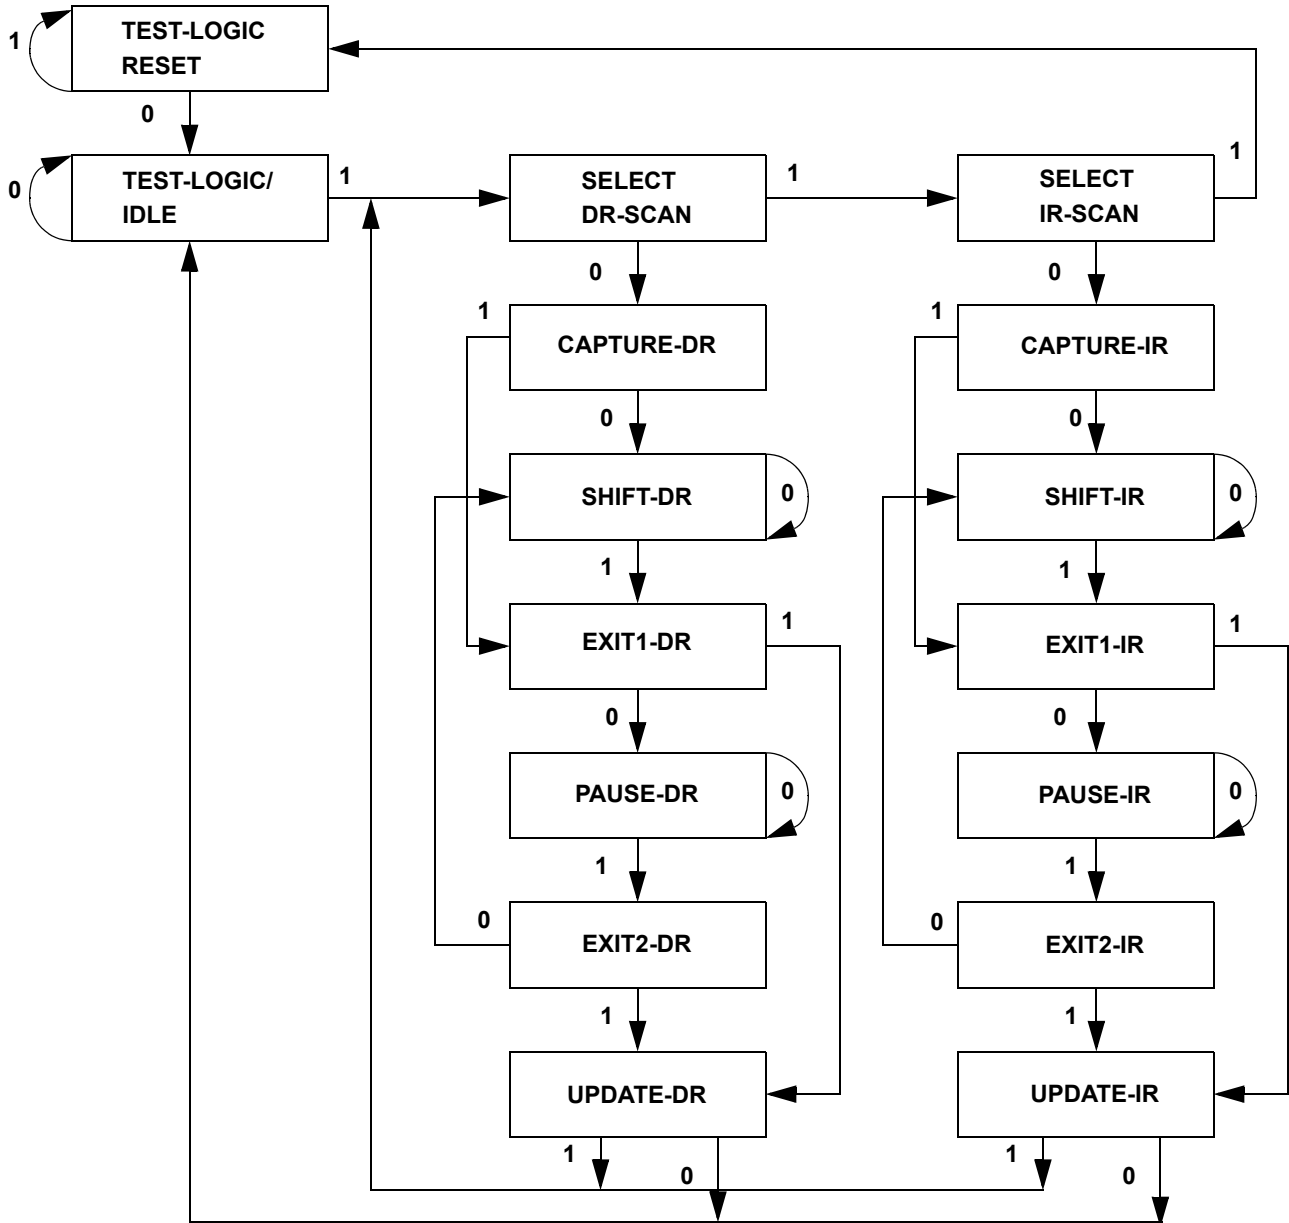 1
TEST-LOGIC
RESET
0
0
TEST-LOGIC/
IDLE
1
SELECT
DR-SCAN
1
SELECT
IR-SCAN
1
0
0
1
CAPTURE-DR
1
CAPTURE-IR
0
0
SHIFT-DR
0
SHIFT-IR
0
1
1
EXIT1-DR
1
EXIT1-IR
1
0
0
PAUSE-DR
0
PAUSE-IR
0
1
1
0
EXIT2-DR
0
EXIT2-IR
1
1
UPDATE-DR
UPDATE-IR
1
0
1
0